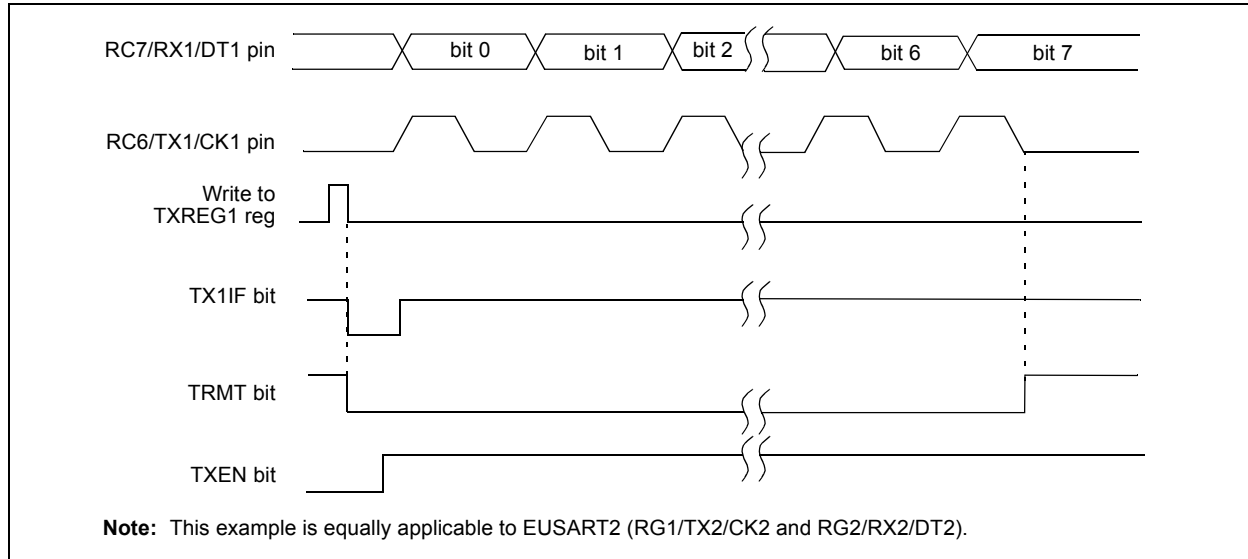 RC7/RX1/DT1 pin
bit 0
bit 1
bit 2
bit 6
bit 7
RC6/TX1/CK1 pin
Write to
TXREG1 reg
TX1IF bit
TRMT bit
TXEN bit
Note: This example is equally applicable to EUSART2 (RG1/TX2/CK2 and RG2/RX2/DT2).